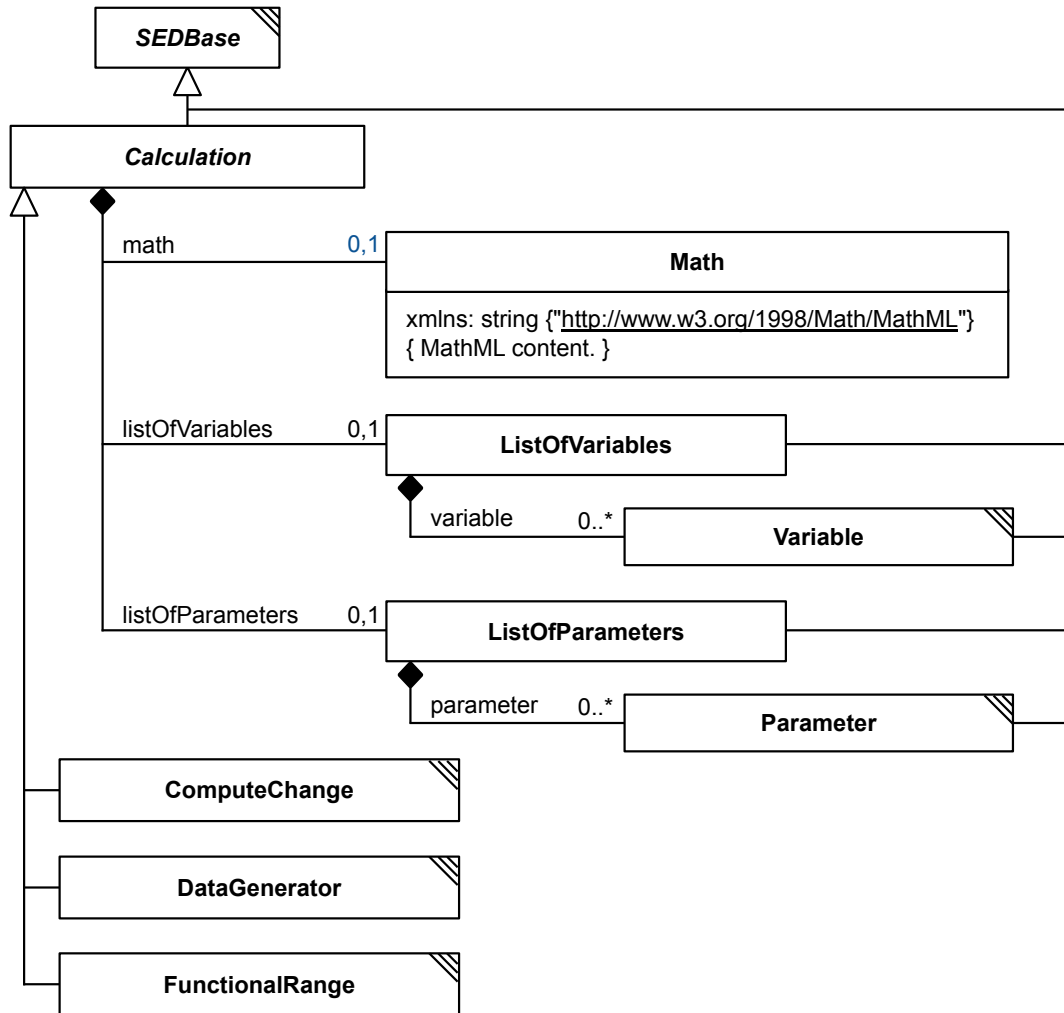 SEDBase
Calculation
math 0,1
Math
xmlns: string {"http://www.w3.org/1998/Math/MathML"}
{ MathML content. }
listOfVariables 0,1
ListOfVariables
variable 0..*
Variable
listOfParameters 0,1
ListOfParameters
parameter 0..*
Parameter
ComputeChange
DataGenerator
FunctionalRange